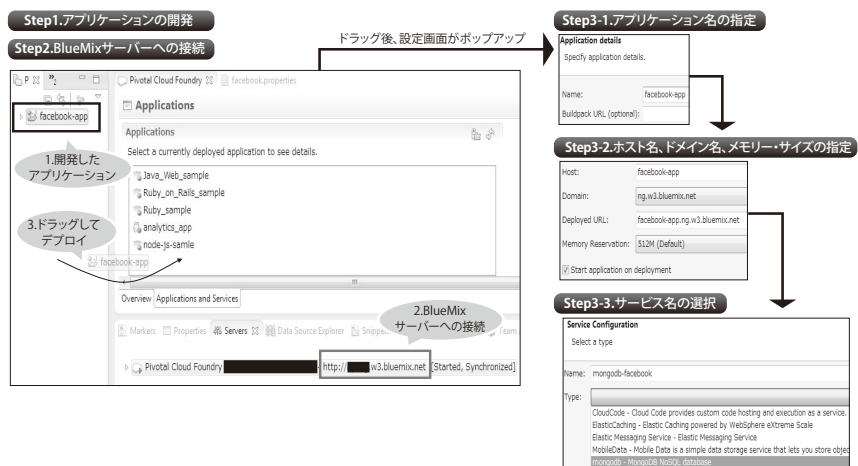 Step1.アプリケーションの開発
Step2.BlueMixサーバーへの接続
ドラッグ後、設定画面がポップアップ
P
facebook-app
1.開発した
アプリケーション
3.ドラッグして
デプロイ
facebook-app
Pivotal Cloud Foundry
facebook.properties
Applications
Applications
Select a currently deployed application to see details.
Java_Web_sample
Ruby_on_Rails_sample
Ruby_sample
analytics_app
node-js-samle
Overview
Applications and Services
2.BlueMix
サーバーへの接続
Markers
Properties
Servers
Data Source Explorer
Team
Pivotal Cloud Foundry
http://
.w3.bluemix.net
[Started, Synchronized]
Step3-1.アプリケーション名の指定
Application details
Specify application details.
Name: facebook-app
Buildpack URL (optional):
Step3-2.ホスト名、ドメイン名、メモリー・サイズの指定
Host: facebook-app
Domain: ng.w3.bluemix.net
Deployed URL: facebook-app.ng.w3.bluemix.net
Memory Reservation: 512M (Default)
Start application on deployment
Step3-3.サービス名の選択
Service Configuration
Select a type
Name: mongodb-facebook
Type:
CloudCode - Cloud Code provides custom code hosting and execution as a service.
ElasticCaching - Elastic Caching powered by WebSphere eXtreme Scale
Elastic Messaging Service - Elastic Messaging Service
MobileData - Mobile Data is a simple data storage service that lets you store objec
mongodb - MongoDB NoSQL database